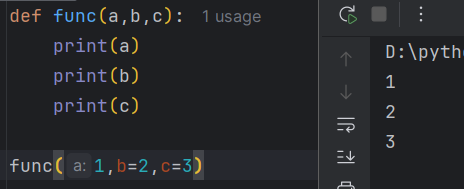 def func(a,b,c): 1 usage
    print(a)
    print(b)
    print(c)
func( a: 1,b=2,c=3)
D:\pytho
1
2
3